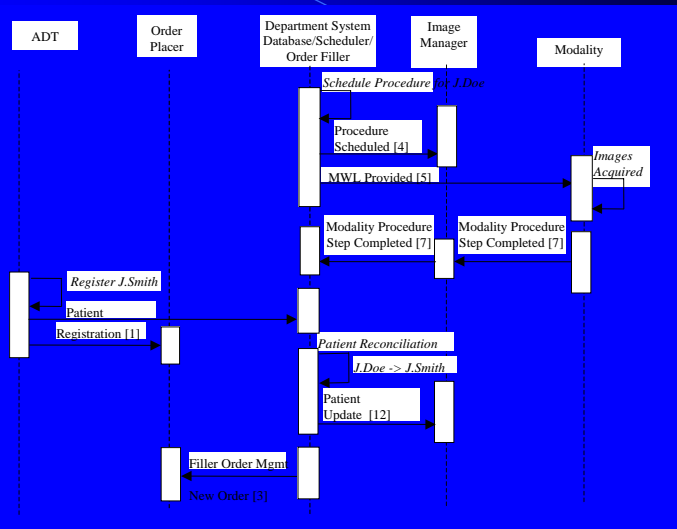 ADT
Order
Placer
Department System
Database/Scheduler/
Order Filler
Image
Manager
Modality
Schedule Procedure for J.Doe
Procedure
Scheduled [4]
MWL Provided [5]
Images
Acquired
Modality Procedure
Step Completed [7]
Modality Procedure
Step Completed [7]
Register J.Smith
Patient
Registration [1]
Patient Reconciliation
J.Doe -> J.Smith
Patient
Update [12]
Filler Order Mgmt
New Order [3]